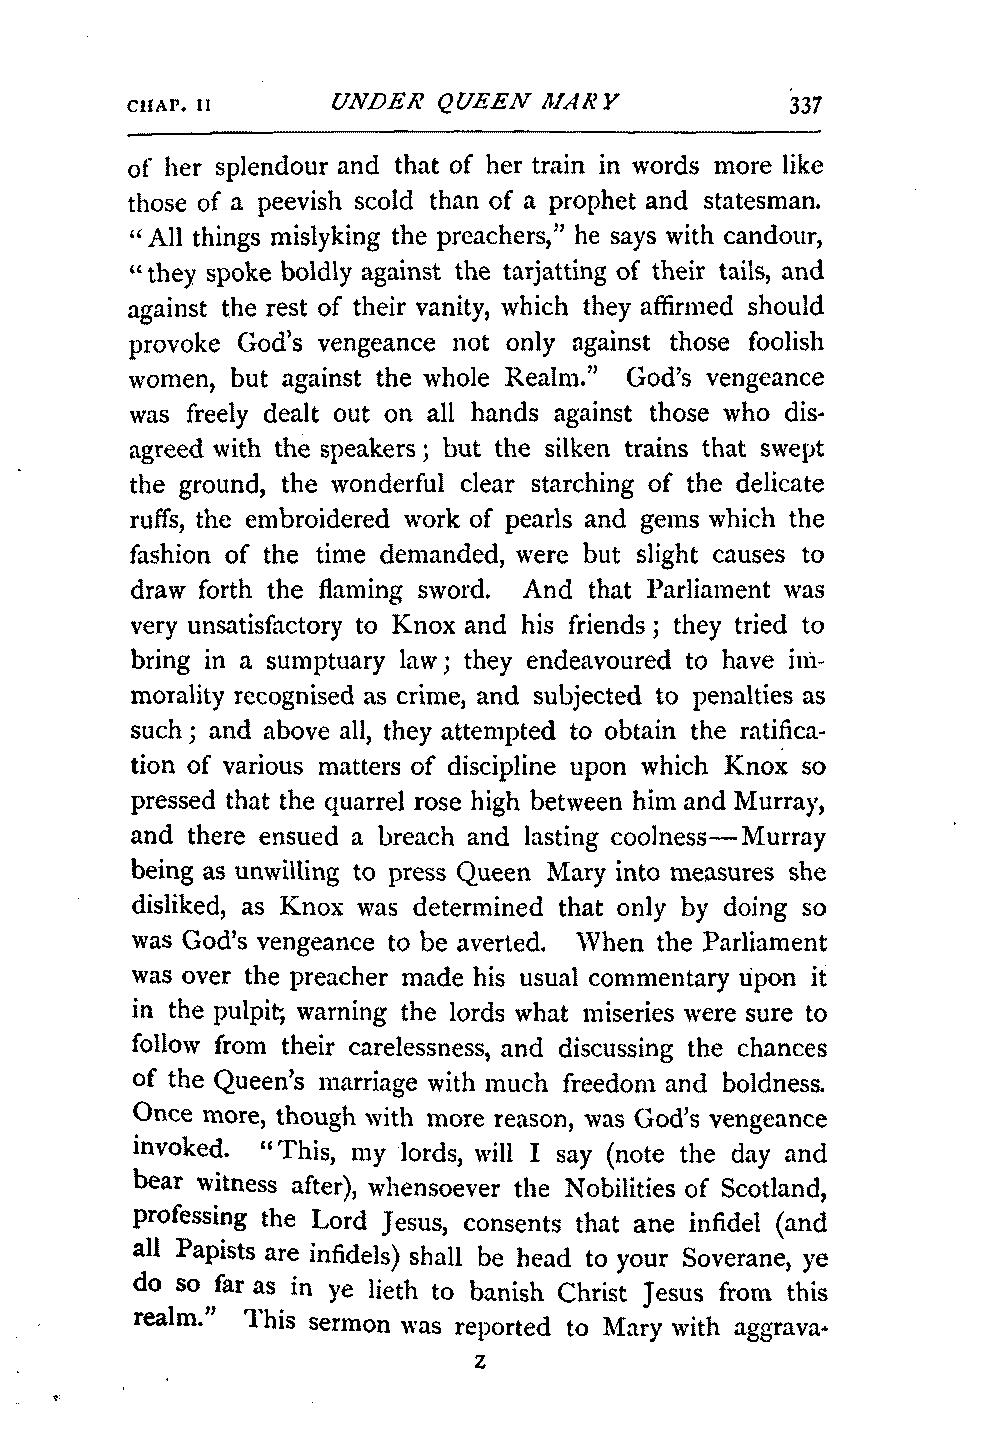 CHAP. II UNDER QUEEN MARY 337
of her splendour and that of her train in words more like
those of a peevish scold than of a prophet and statesman.
“All things mislyking the preachers,” he says with candour,
“they spoke boldly against the tarjatting of their tails, and
against the rest of their vanity, which they affirmed should
provoke God's vengeance not only against those foolish
women, but against the whole Realm.” God's vengeance
was freely dealt out on all hands against those who dis-
agreed with the speakers; but the silken trains that swept
the ground, the wonderful clear starching of the delicate
ruffs, the embroidered work of pearls and gems which the
fashion of the time demanded, were but slight causes to
draw forth the flaming sword. And that Parliament was
very unsatisfactory to Knox and his friends; they tried to
bring in a sumptuary law; they endeavoured to have im-
morality recognised as crime, and subjected to penalties as
such; and above all, they attempted to obtain the ratifica-
tion of various matters of discipline upon which Knox so
pressed that the quarrel rose high between him and Murray,
and there ensued a breach and lasting coolness—Murray
being as unwilling to press Queen Mary into measures she
disliked, as Knox was determined that only by doing so
was God's vengeance to be averted. When the Parliament
was over the preacher made his usual commentary upon it
in the pulpit, warning the lords what miseries were sure to
follow from their carelessness, and discussing the chances
of the Queen's marriage with much freedom and boldness.
Once more, though with more reason, was God's vengeance
invoked. “This, my lords, will I say (note the day and
bear witness after), whensoever the Nobilities of Scotland,
professing the Lord Jesus, consents that ane infidel (and
all Papists are infidels) shall be head to your Soverane, ye
do so far as in ye lieth to banish Christ Jesus from this
realm.” This sermon was reported to Mary with aggrava-
Z